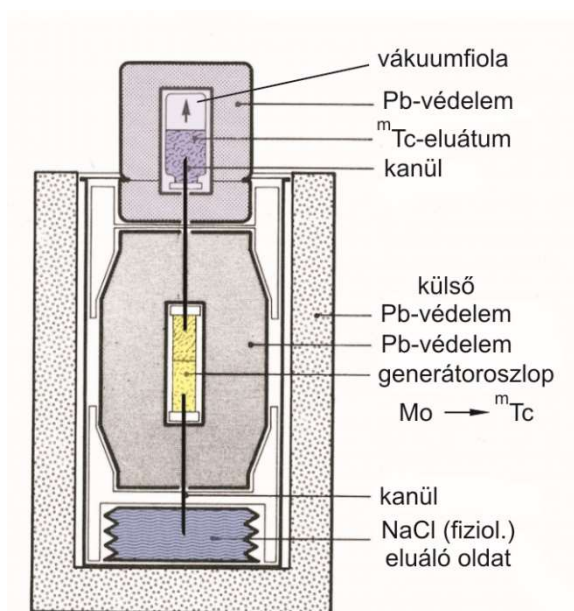 vákuumfiola
Pb-védelem
ᵐTc-eluátum
kanül
külső
Pb-védelem
Pb-védelem
generátoroszlop
Mo ⟶ ᵐTc
kanül
NaCl (fiziol.)
eluáló oldat